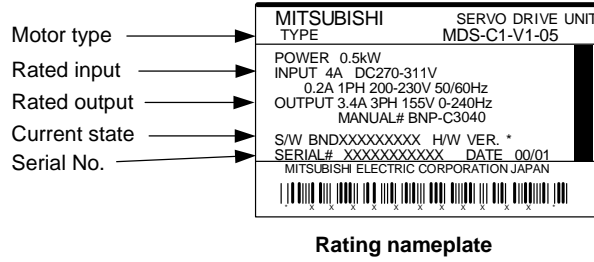 Motor type
Rated input
Rated output
Current state
Serial No.
MITSUBISHI SERVO DRIVE UNIT
TYPE MDS-C1-V1-05
POWER 0.5kW
INPUT 4A DC270-311V
0.2A 1PH 200-230V 50/60Hz
OUTPUT 3.4A 3PH 155V 0-240Hz
MANUAL# BNP-C3040
S/W BNDXXXXXXXXX H/W VER. *
SERIAL# XXXXXXXXXXX DATE 00/01
MITSUBISHI ELECTRIC CORPORATION JAPAN
* X X X X X X X X X X *
Rating nameplate